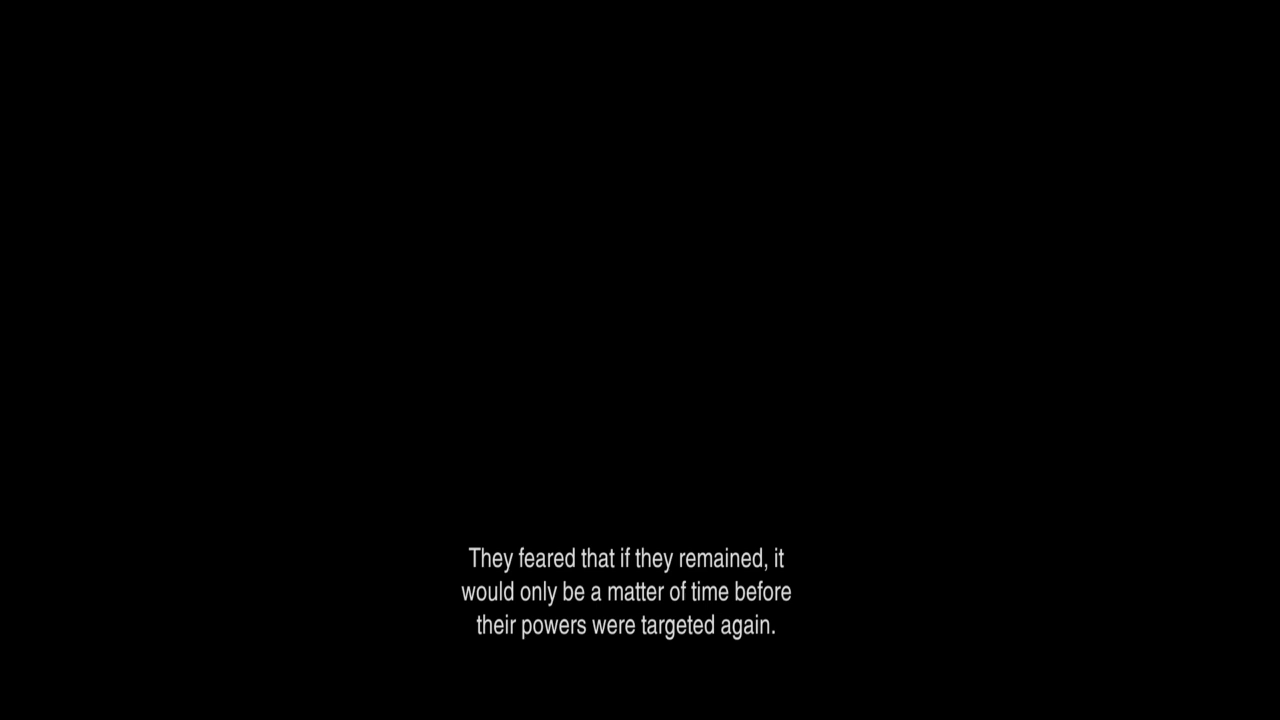 They feared that if they remained, it
would only be a matter of time before
their powers were targeted again.